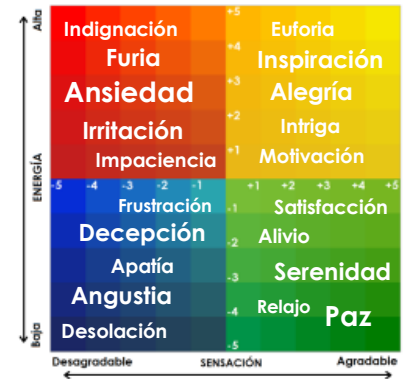 Alta
+5
Indignación
Euforia
+4
Furia
Inspiración
+3
Ansiedad
Alegría
+2
Irritación
Intriga
+1
Impaciencia
Motivación
ENERGÍA
-5 -4 -3 -2 -1 +1 +2 +3 +4 +5
Frustración
-1
Satisfacción
Decepción
-2
Alivio
Apatía
-3
Serenidad
Angustia
-4
Relajo
Paz
Desolación
-5
Baja
Desagradable SENSACIÓN Agradable